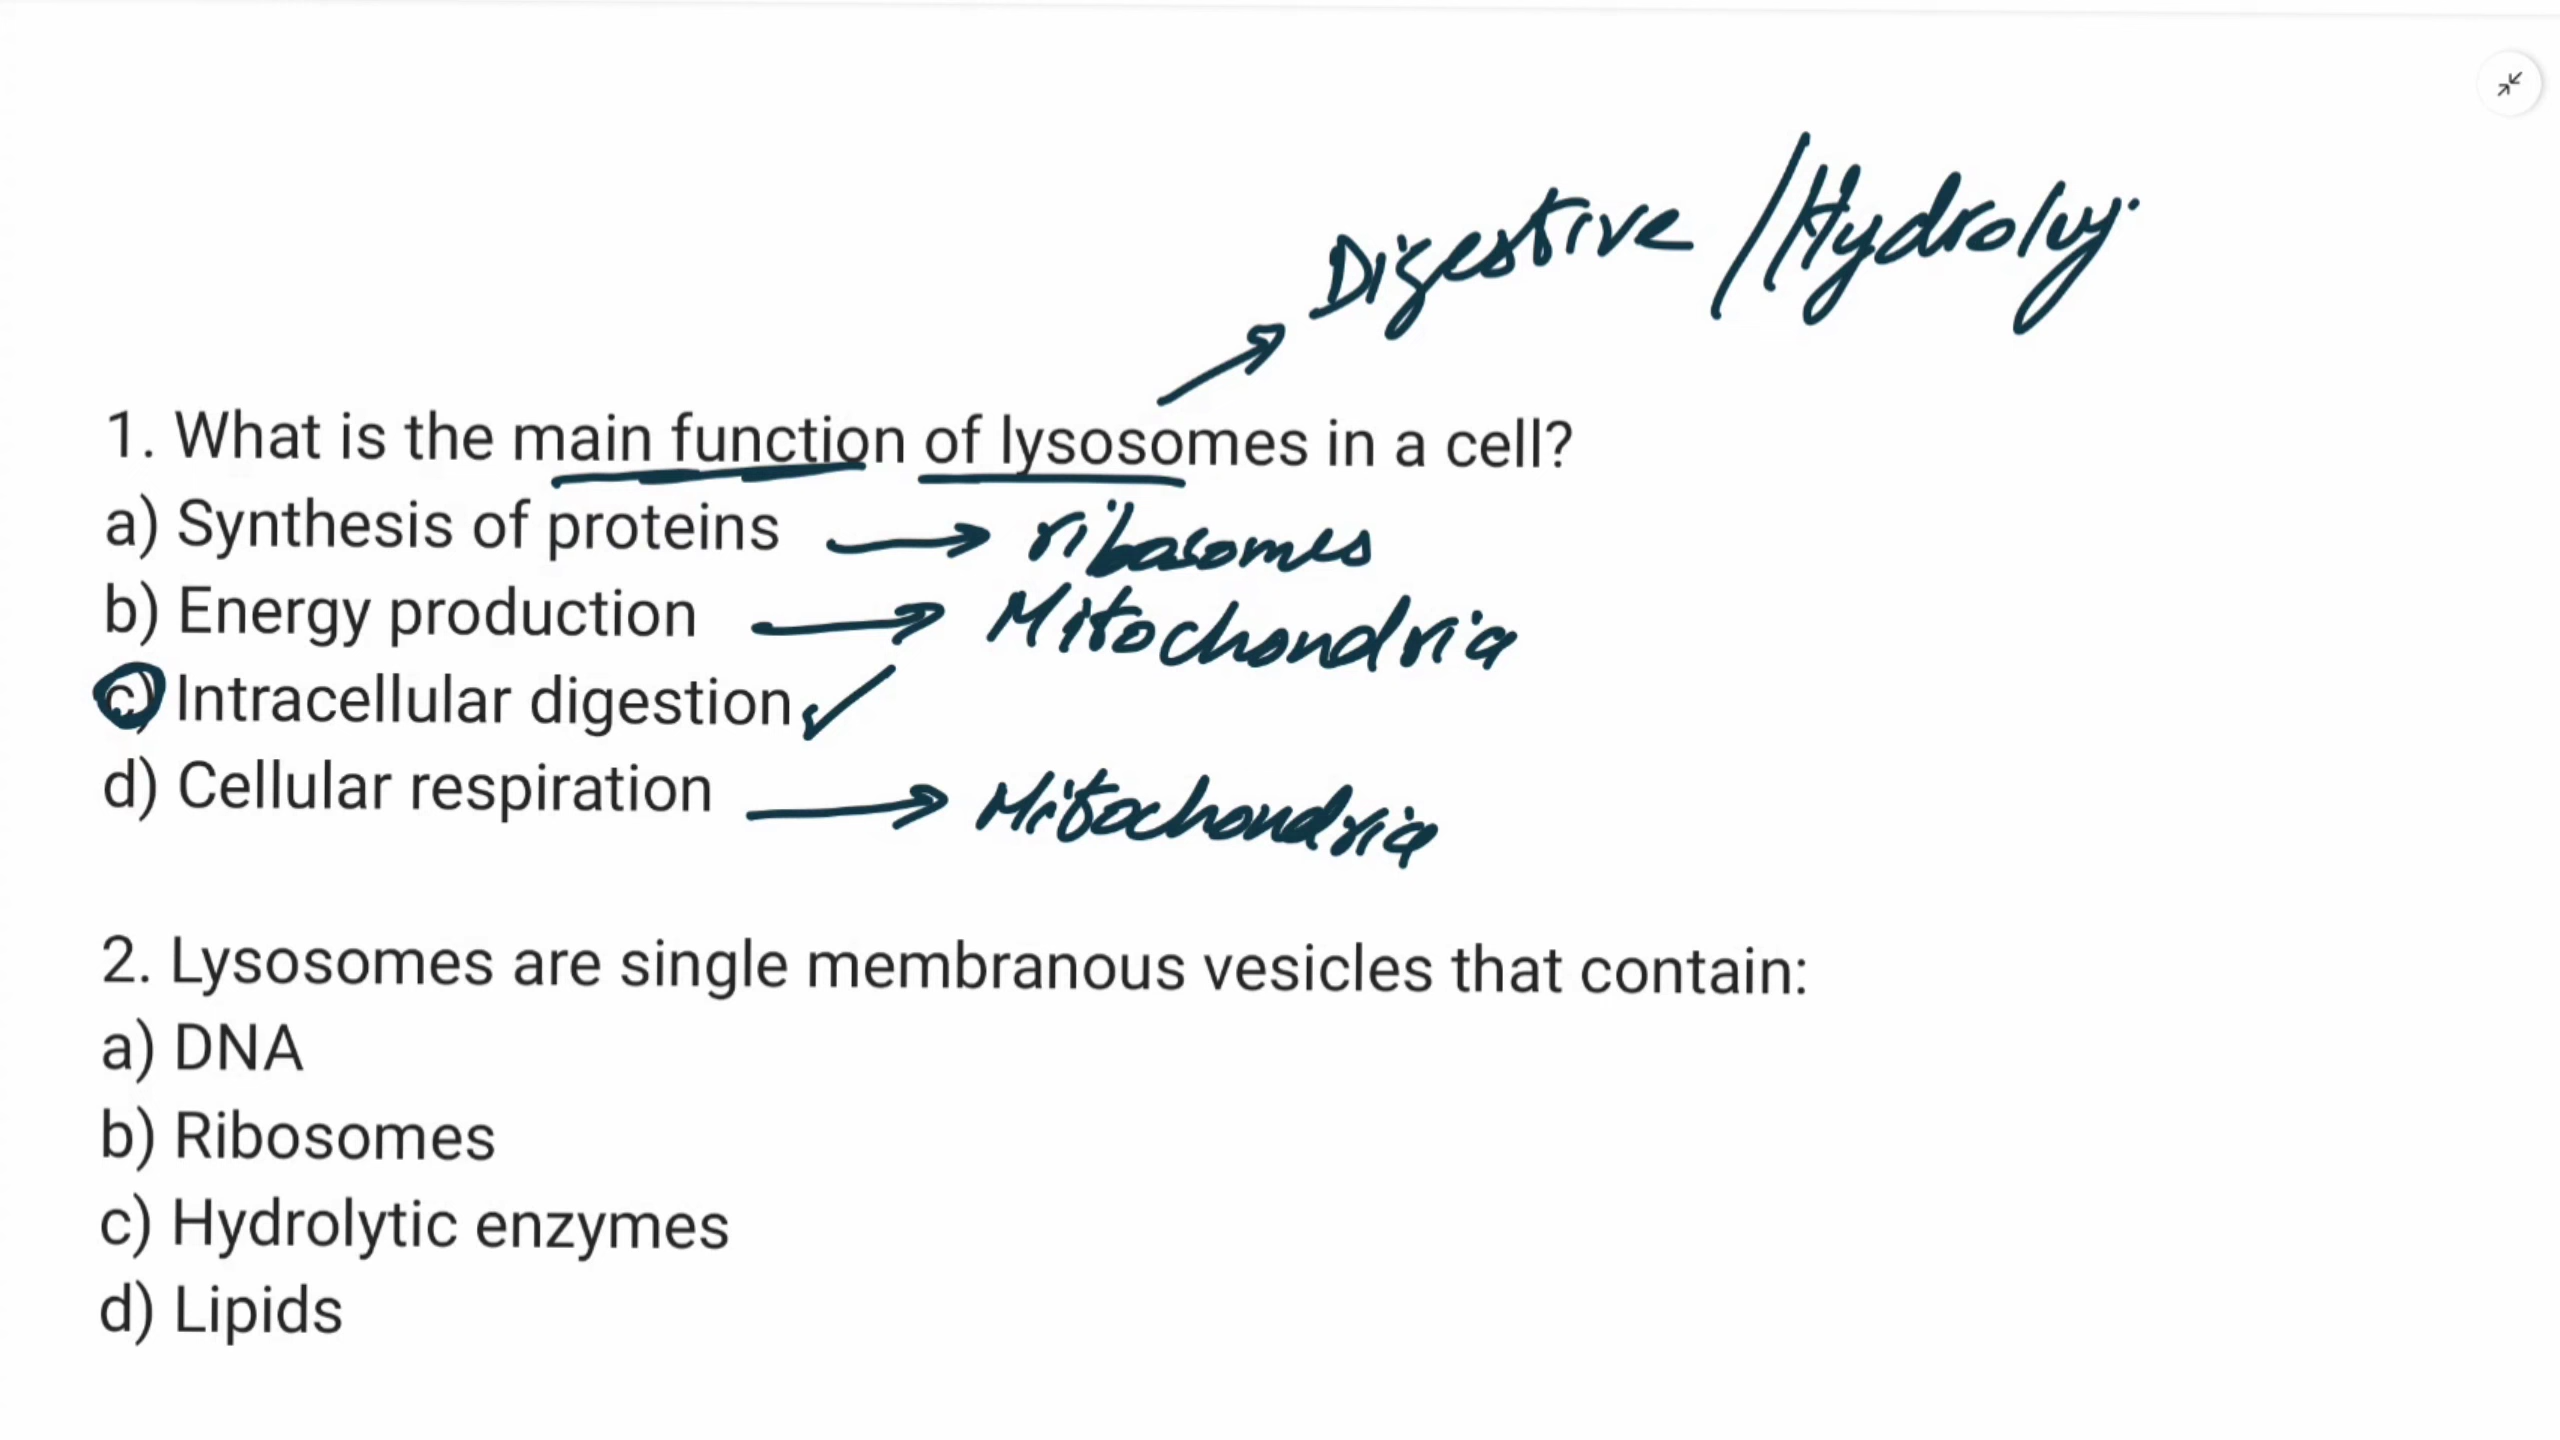 Digestive /Hydroly.
1. What is the main function of lysosomes in a cell?
a) Synthesis of proteins → ribosomes
b) Energy production → Mitochondria
c) Intracellular digestion ✓
d) Cellular respiration → Mitochondria
2. Lysosomes are single membranous vesicles that contain:
a) DNA
b) Ribosomes
c) Hydrolytic enzymes
d) Lipids